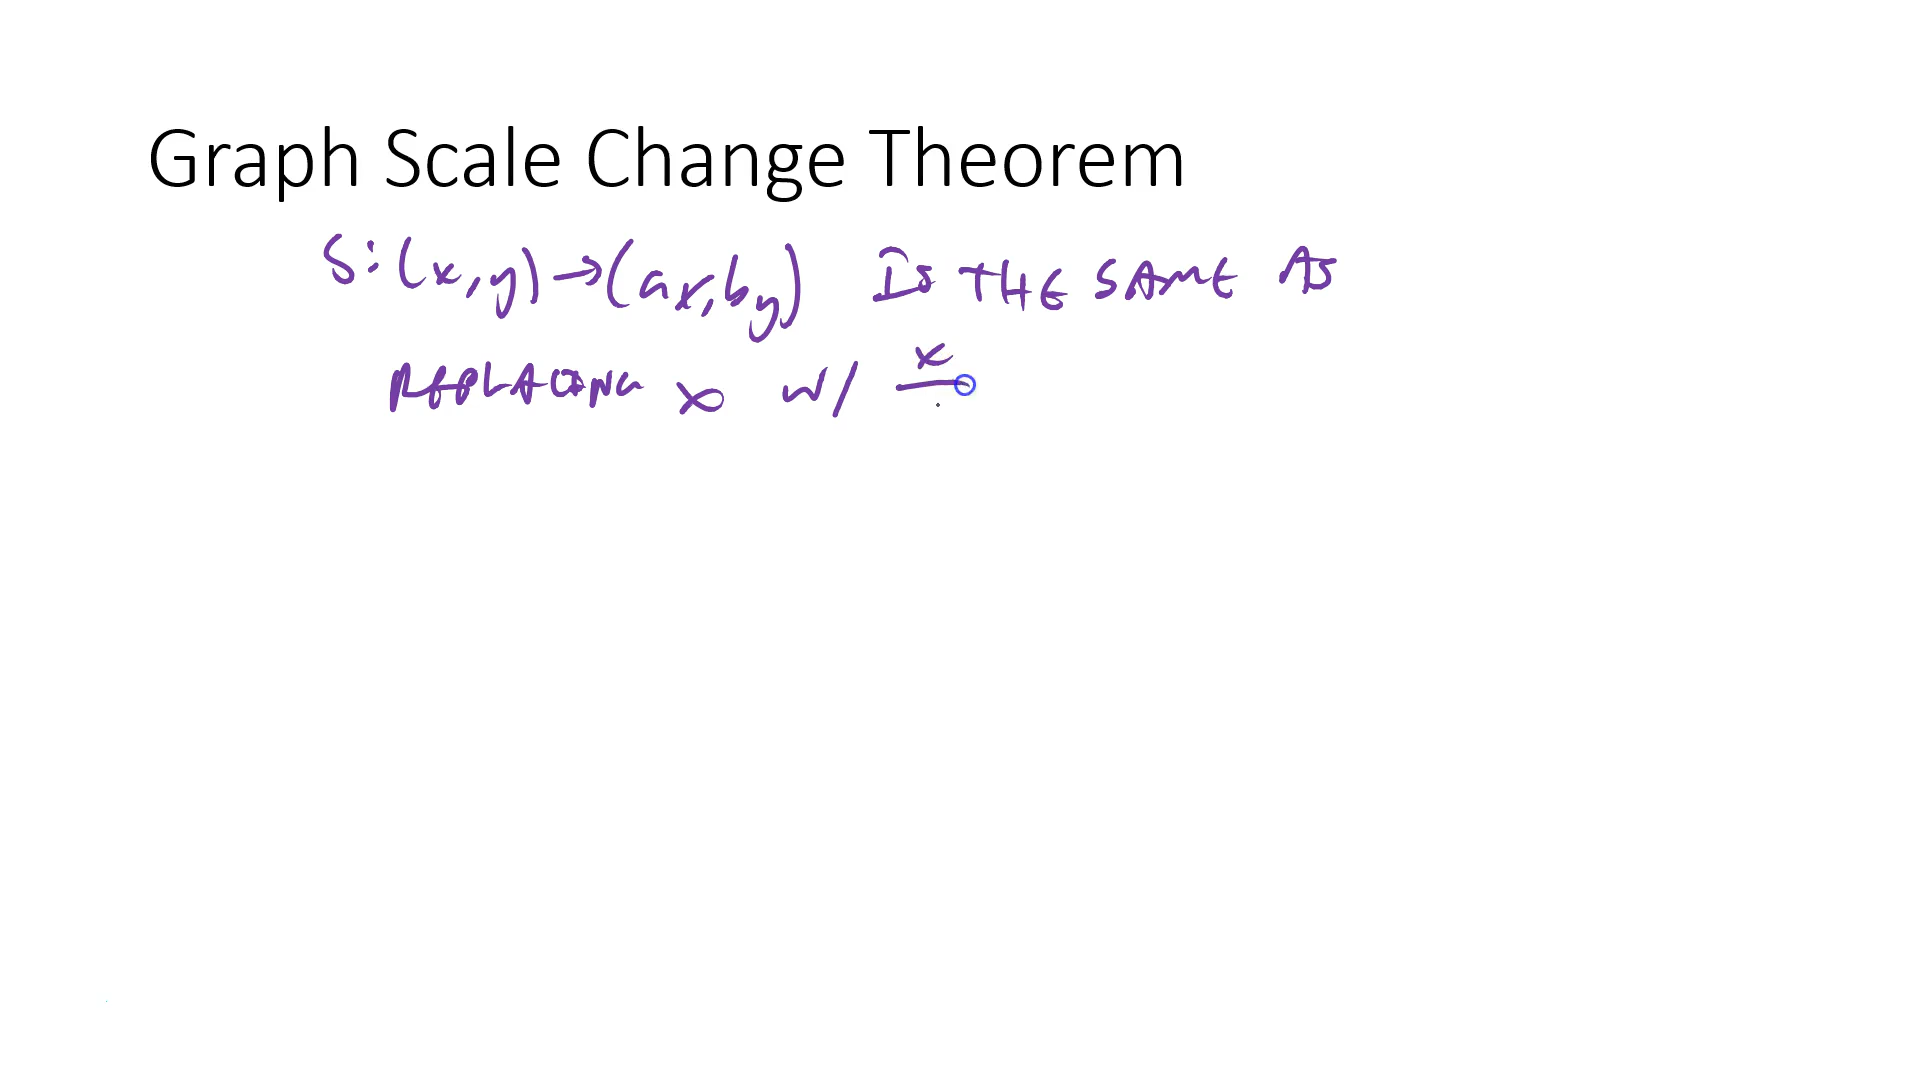 Graph Scale Change Theorem
S: (x, y) → (ax, by) IS THE SAME AS
REPLACING x w/ x